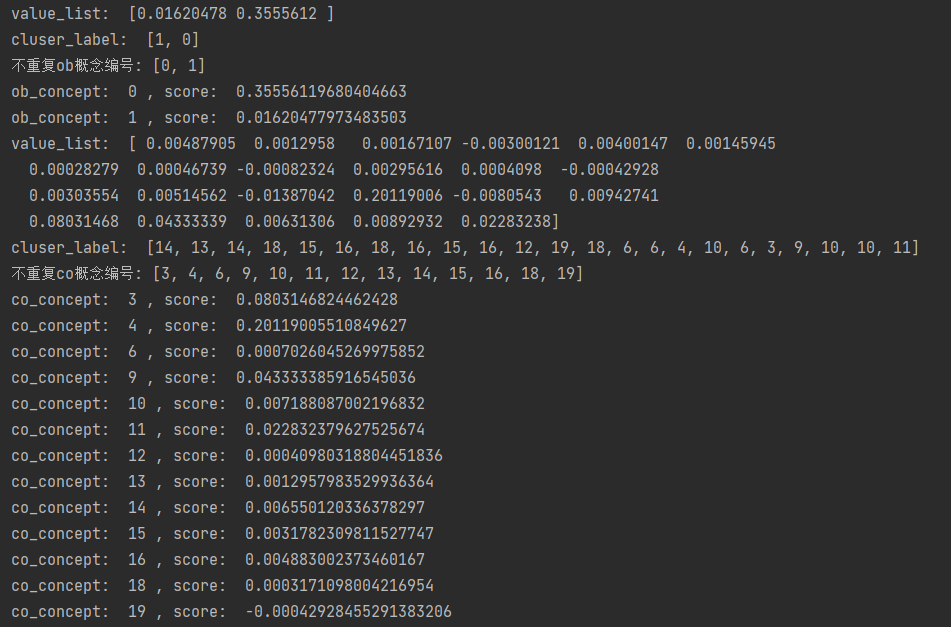 value_list:  [0.01620478 0.3555612 ]
cluser_label:  [1, 0]
不重复ob概念编号: [0, 1]
ob_concept:  0 , score:  0.35556119680404663
ob_concept:  1 , score:  0.01620477973483503
value_list:  [ 0.00487905  0.0012958   0.00167107 -0.00300121  0.00400147  0.00145945
  0.00028279  0.00046739 -0.00082324  0.00295616  0.0004098  -0.00042928
  0.00303554  0.00514562 -0.01387042  0.20119006 -0.0080543   0.00942741
  0.08031468  0.04333339  0.00631306  0.00892932  0.02283238]
cluser_label:  [14, 13, 14, 18, 15, 16, 18, 16, 15, 16, 12, 19, 18, 6, 6, 4, 10, 6, 3, 9, 10, 10, 11]
不重复co概念编号: [3, 4, 6, 9, 10, 11, 12, 13, 14, 15, 16, 18, 19]
co_concept:  3 , score:  0.0803146824462428
co_concept:  4 , score:  0.20119005510849627
co_concept:  6 , score:  0.0007026045269975852
co_concept:  9 , score:  0.043333385916545036
co_concept:  10 , score:  0.007188087002196832
co_concept:  11 , score:  0.022832379627525674
co_concept:  12 , score:  0.00040980318804451836
co_concept:  13 , score:  0.0012957983529936364
co_concept:  14 , score:  0.006550120336378297
co_concept:  15 , score:  0.0031782309811527747
co_concept:  16 , score:  0.004883002373460167
co_concept:  18 , score:  0.0003171098004216954
co_concept:  19 , score:  -0.00042928455291383206